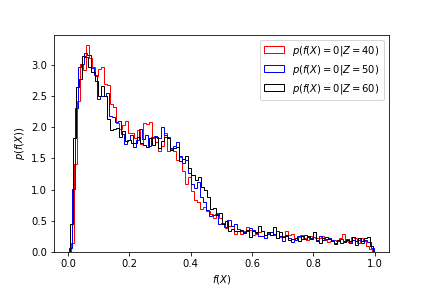 p(f(X) = 0|Z = 40)
p(f(X) = 0|Z = 50)
p(f(X) = 0|Z = 60)
3.0
2.5
2.0
1.5
1.0
0.5
0.0
p(f(X))
0.0 0.2 0.4 0.6 0.8 1.0
f(X)